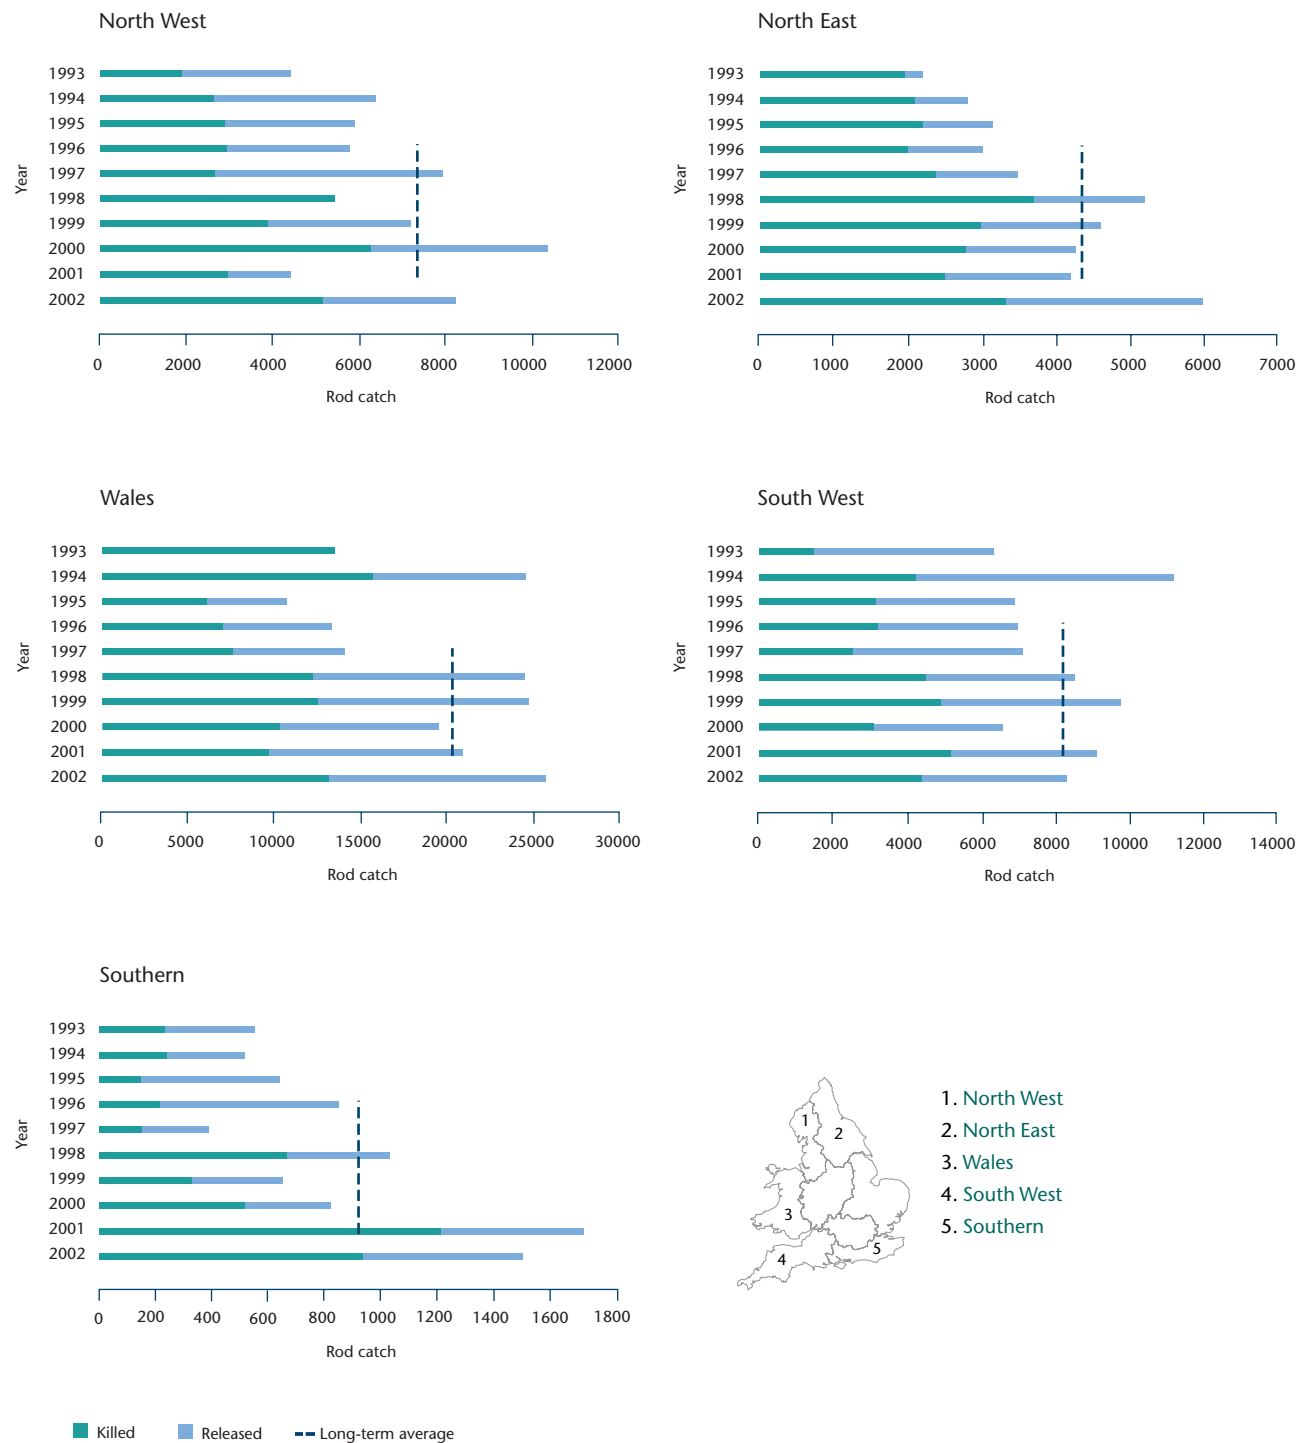 North West
1993
1994
1995
1996
1997
1998
1999
2000
2001
2002
Year
0 2000 4000 6000 8000 10000 12000
Rod catch
North East
1993
1994
1995
1996
1997
1998
1999
2000
2001
2002
Year
0 1000 2000 3000 4000 5000 6000 7000
Rod catch
Wales
1993
1994
1995
1996
1997
1998
1999
2000
2001
2002
Year
0 5000 10000 15000 20000 25000 30000
Rod catch
South West
1993
1994
1995
1996
1997
1998
1999
2000
2001
2002
Year
0 2000 4000 6000 8000 10000 12000 14000
Rod catch
Southern
1993
1994
1995
1996
1997
1998
1999
2000
2001
2002
Year
0 200 400 600 800 1000 1200 1400 1600 1800
Rod catch
1
2
3
4
5
1. North West
2. North East
3. Wales
4. South West
5. Southern
Killed Released Long-term average